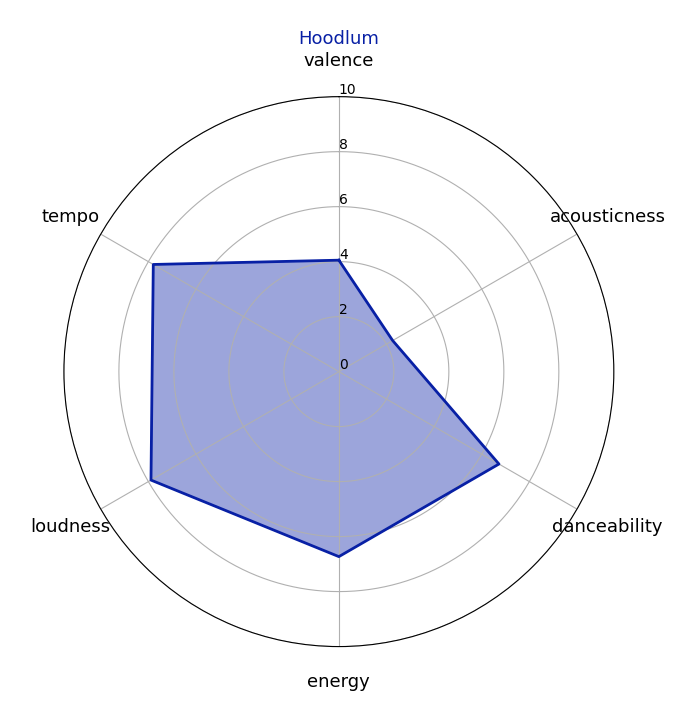 Hoodlum
valence
10
8
tempo
acousticness
6
4
2
0
loudness
danceability
energy